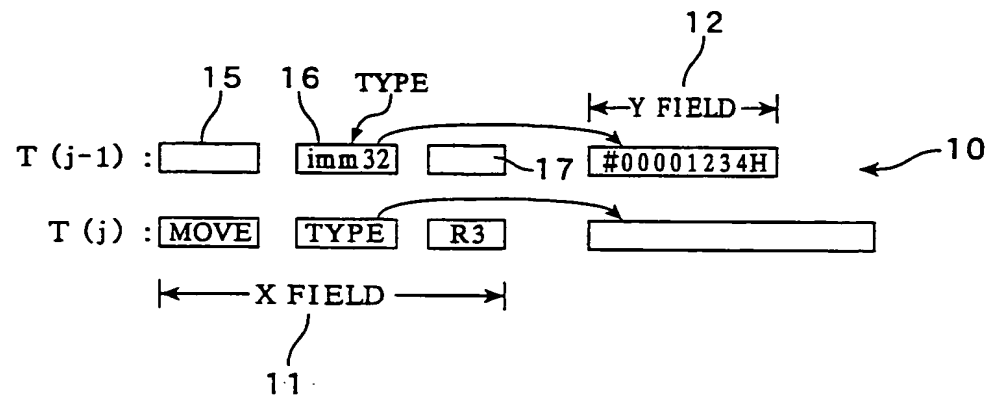 12
15 16 TYPE
Y FIELD
T (j-1) : imm32 17 #00001234H 10
T (j) : MOVE TYPE R3
X FIELD
11